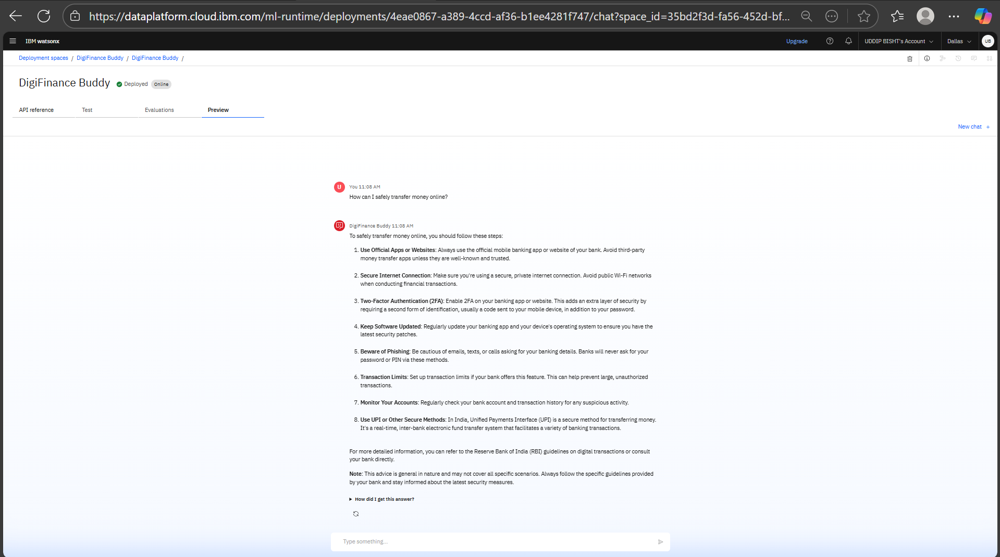 https://dataplatform.cloud.ibm.com/ml-runtime/deployments/4eae0867-a389-4ccd-af36-b1ee4281f747/chat?space_id=35bd2f3d-fa56-452d-bf...
IBM watsonx
Upgrade
UDDIP BISHT's Account
Dallas
UB
Deployment spaces / DigiFinance Buddy / DigiFinance Buddy /
DigiFinance Buddy
Deployed
Online
API reference
Test
Evaluations
Preview
New chat +
U
You 11:08 AM
How can I safely transfer money online?
DigiFinance Buddy 11:08 AM
To safely transfer money online, you should follow these steps:
1. Use Official Apps or Websites: Always use the official mobile banking app or website of your bank. Avoid third-party
money transfer apps unless they are well-known and trusted.
2. Secure Internet Connection: Make sure you're using a secure, private internet connection. Avoid public Wi-Fi networks
when conducting financial transactions.
3. Two-Factor Authentication (2FA): Enable 2FA on your banking app or website. This adds an extra layer of security by
requiring a second form of identification, usually a code sent to your mobile device, in addition to your password.
4. Keep Software Updated: Regularly update your banking app and your device's operating system to ensure you have the
latest security patches.
5. Beware of Phishing: Be cautious of emails, texts, or calls asking for your banking details. Banks will never ask for your
password or PIN via these methods.
6. Transaction Limits: Set up transaction limits if your bank offers this feature. This can help prevent large, unauthorized
transactions.
7. Monitor Your Accounts: Regularly check your bank account and transaction history for any suspicious activity.
8. Use UPI or Other Secure Methods: In India, Unified Payments Interface (UPI) is a secure method for transferring money.
It's a real-time, inter-bank electronic fund transfer system that facilitates a variety of banking transactions.
For more detailed information, you can refer to the Reserve Bank of India (RBI) guidelines on digital transactions or consult
your bank directly.
Note: This advice is general in nature and may not cover all specific scenarios. Always follow the specific guidelines provided
by your bank and stay informed about the latest security measures.
How did I get this answer?
Type something...